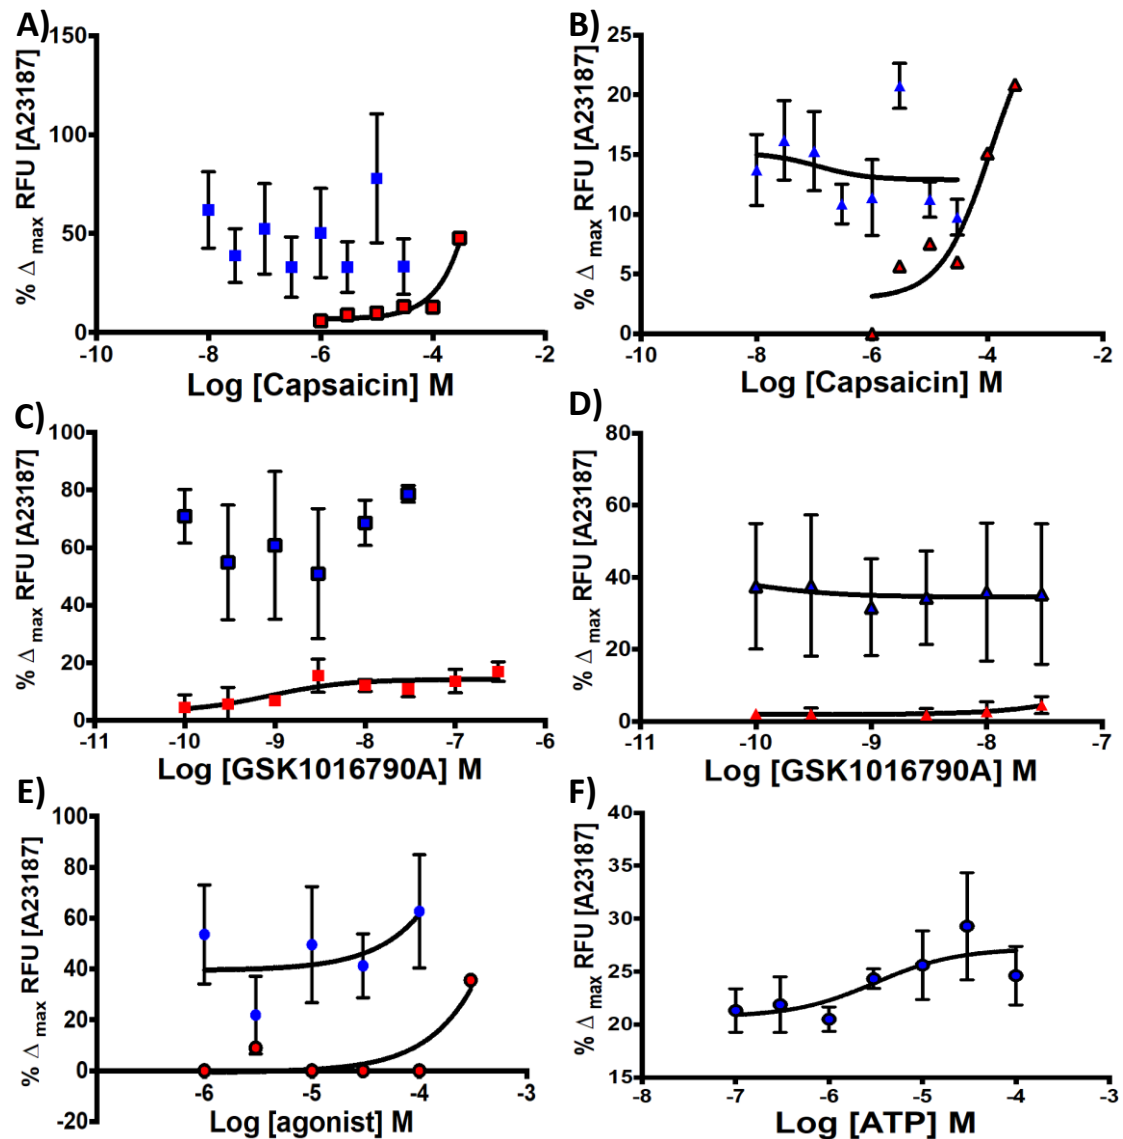 A)
% Δ max RFU [A23187]
150
100
50
0
-10 -8 -6 -4 -2
Log [Capsaicin] M
B)
% Δ max RFU [A23187]
25
20
15
10
5
0
-10 -8 -6 -4 -2
Log [Capsaicin] M
C)
% Δ max RFU [A23187]
100
80
60
40
20
0
-11 -10 -9 -8 -7 -6
Log [GSK1016790A] M
D)
% Δ max RFU [A23187]
80
60
40
20
0
-11 -10 -9 -8 -7
Log [GSK1016790A] M
E)
% Δ max RFU [A23187]
100
80
60
40
20
0
-20
-6 -5 -4 -3
Log [agonist] M
F)
% Δ max RFU [A23187]
40
35
30
25
20
15
-8 -7 -6 -5 -4 -3
Log [ATP] M